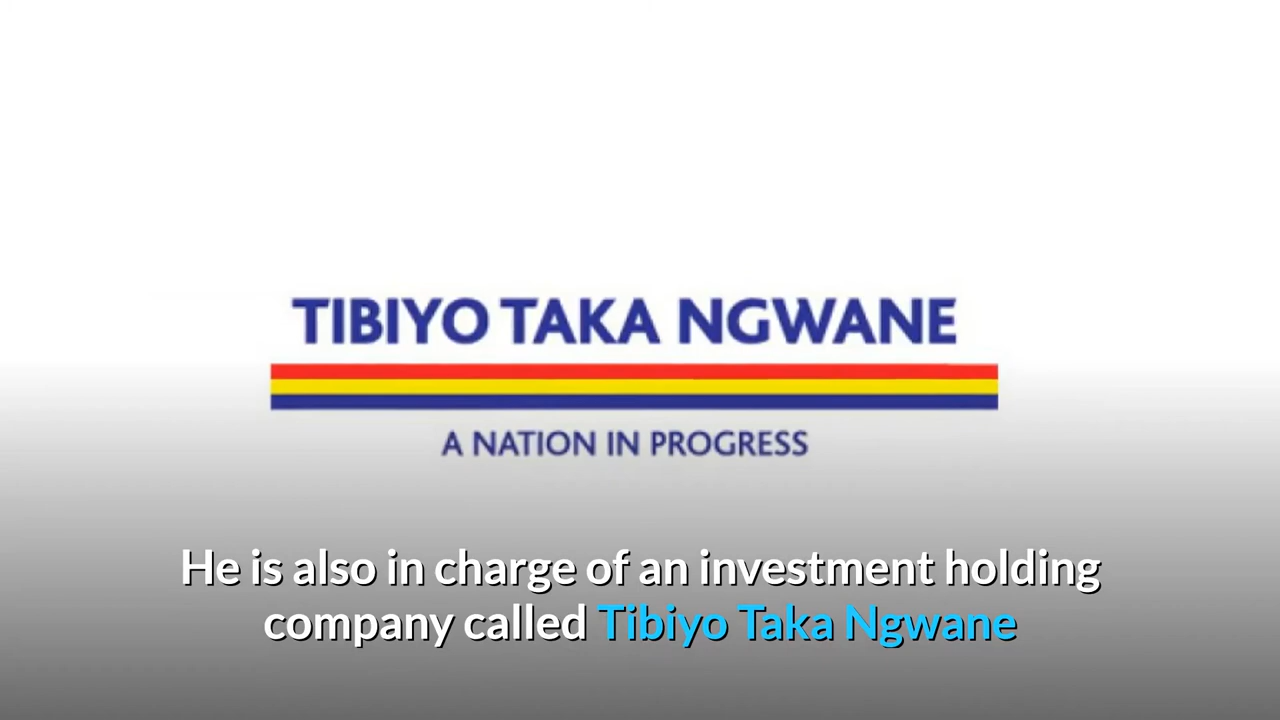 TIBIYO TAKA NGWANE
A NATION IN PROGRESS
He is also in charge of an investment holding
company called Tibiyo Taka Ngwane